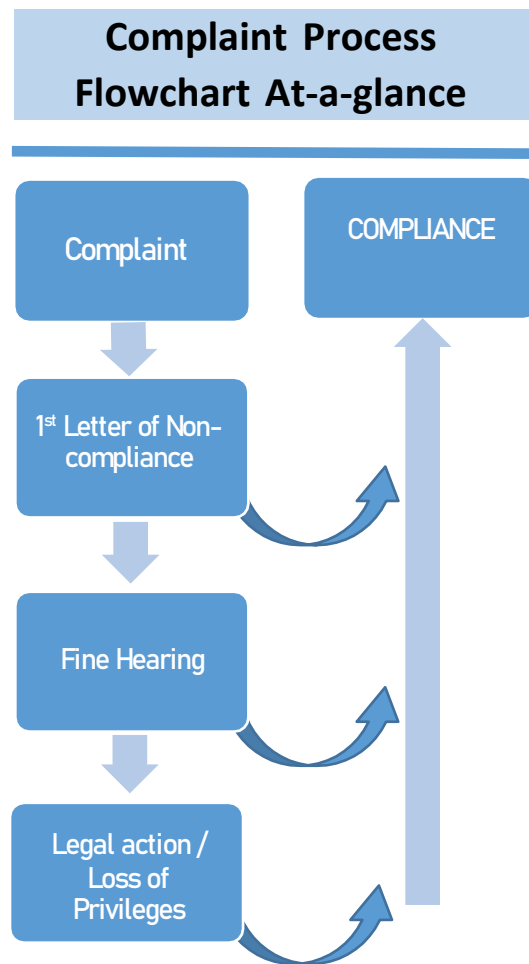 Complaint Process
Flowchart At-a-glance
Complaint
COMPLIANCE
1st Letter of Non-
compliance
Fine Hearing
Legal action /
Loss of
Privileges